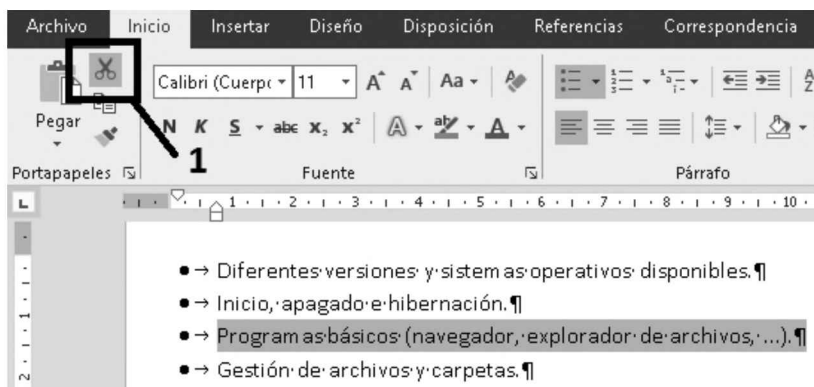 Archivo Inicio Insertar Diseño Disposición Referencias Correspondencia
Calibri (Cuerpo 11 A A Aa
Pegar N K S abc X₂ X² A A
1
Portapapeles Fuente Párrafo
L 1 2 3 4 5 6 7 8 9 10
Diferentes versiones y sistemas operativos disponibles.¶
Inicio, apagado e hibernación.¶
Programas básicos (navegador, explorador de archivos, ...).¶
Gestión de archivos y carpetas.¶